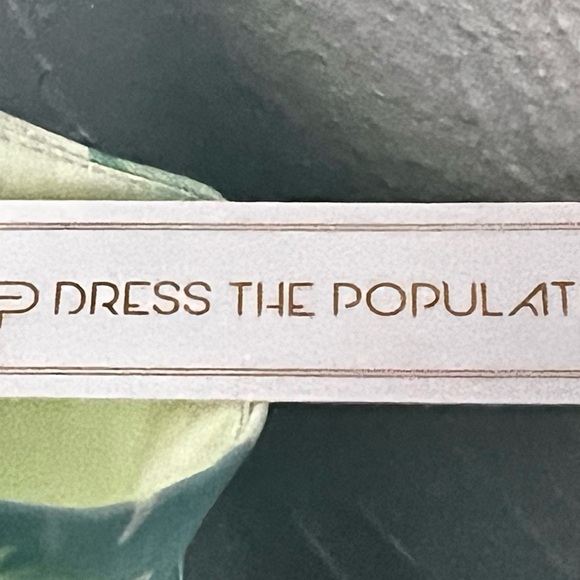 P DRESS THE POPULAT